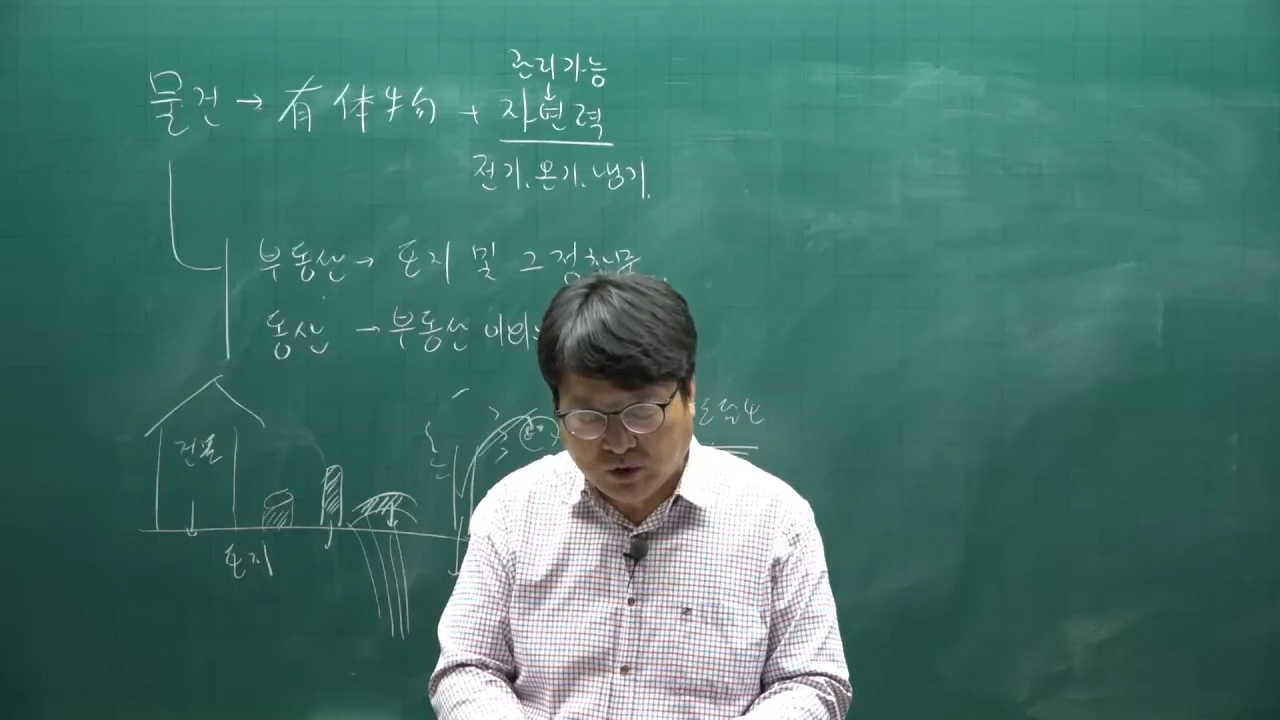 관리가능
↓
물건 → 有体物 + 자연력
전기.온기.냉기.
부동산 → 토지 및 그 정착물
동산 → 부동산 이외
건물
토지